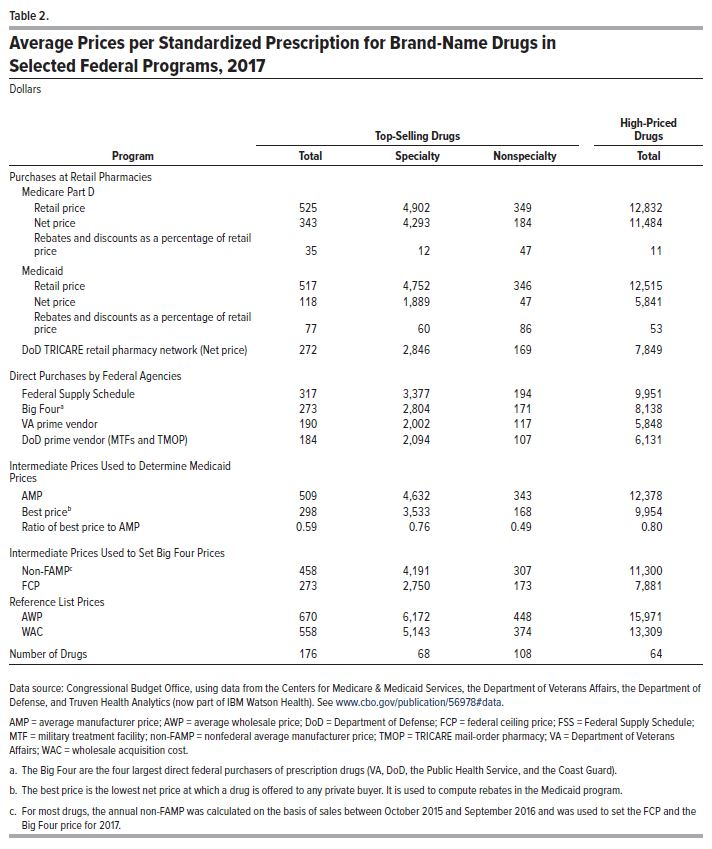 Table 2.
Average Prices per Standardized Prescription for Brand-Name Drugs in
Selected Federal Programs, 2017
Dollars
High-Priced
Top-Selling Drugs Drugs
Program Total Specialty Nonspecialty Total
Purchases at Retail Pharmacies
Medicare Part D
Retail price 525 4,902 349 12,832
Net price 343 4,293 184 11,484
Rebates and discounts as a percentage of retail
price 35 12 47 11
Medicaid
Retail price 517 4,752 346 12,515
Net price 118 1,889 47 5,841
Rebates and discounts as a percentage of retail
price 77 60 86 53
DoD TRICARE retail pharmacy network (Net price) 272 2,846 169 7,849
Direct Purchases by Federal Agencies
Federal Supply Schedule 317 3,377 194 9,951
Big Fourᵃ 273 2,804 171 8,138
VA prime vendor 190 2,002 117 5,848
DoD prime vendor (MTFs and TMOP) 184 2,094 107 6,131
Intermediate Prices Used to Determine Medicaid
Prices
AMP 509 4,632 343 12,378
Best priceᵇ 298 3,533 168 9,954
Ratio of best price to AMP 0.59 0.76 0.49 0.80
Intermediate Prices Used to Set Big Four Prices
Non-FAMPᶜ 458 4,191 307 11,300
FCP 273 2,750 173 7,881
Reference List Prices
AWP 670 6,172 448 15,971
WAC 558 5,143 374 13,309
Number of Drugs 176 68 108 64
Data source: Congressional Budget Office, using data from the Centers for Medicare & Medicaid Services, the Department of Veterans Affairs, the Department of
Defense, and Truven Health Analytics (now part of IBM Watson Health). See www.cbo.gov/publication/56978#data.
AMP = average manufacturer price; AWP = average wholesale price; DoD = Department of Defense; FCP = federal ceiling price; FSS = Federal Supply Schedule;
MTF = military treatment facility; non-FAMP = nonfederal average manufacturer price; TMOP = TRICARE mail-order pharmacy; VA = Department of Veterans
Affairs; WAC = wholesale acquisition cost.
a. The Big Four are the four largest direct federal purchasers of prescription drugs (VA, DoD, the Public Health Service, and the Coast Guard).
b. The best price is the lowest net price at which a drug is offered to any private buyer. It is used to compute rebates in the Medicaid program.
c. For most drugs, the annual non-FAMP was calculated on the basis of sales between October 2015 and September 2016 and was used to set the FCP and the
Big Four price for 2017.